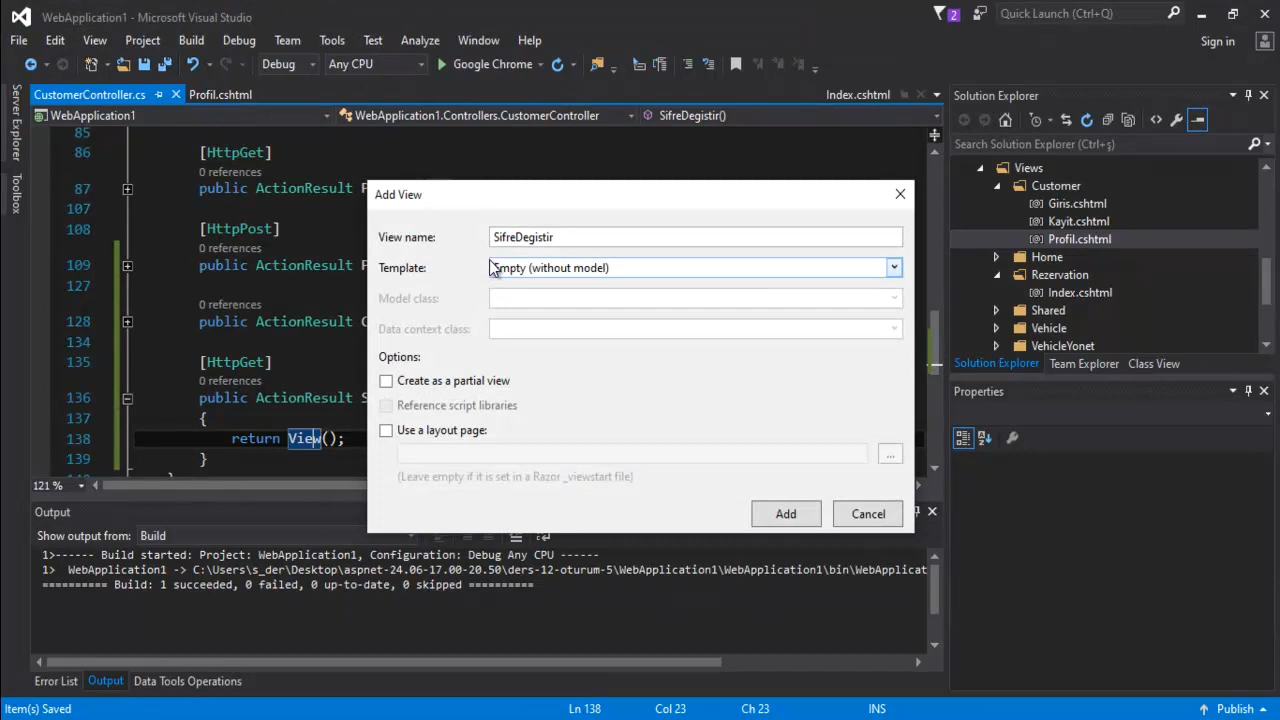 WebApplication1 - Microsoft Visual Studio
2
Quick Launch (Ctrl+Q)
File Edit View Project Build Debug Team Tools Test Analyze Window Help
Sign in
Debug Any CPU Google Chrome
CustomerController.cs Profil.cshtml Index.cshtml
WebApplication1 WebApplication1.Controllers.CustomerController SifreDegistir()
Server Explorer
Toolbox
85
86 [HttpGet]
0 references
87 public ActionResult
107
108 [HttpPost]
0 references
109 public ActionResult
127
0 references
128 public ActionResult C
134
135 [HttpGet]
0 references
136 public ActionResult S
137 {
138 return View();
139 }
121 %
Add View
View name: SifreDegistir
Template: Empty (without model)
Model class:
Data context class:
Options:
Create as a partial view
Reference script libraries
Use a layout page:
...
(Leave empty if it is set in a Razor _viewstart file)
Add Cancel
Output
Show output from: Build
1>------ Build started: Project: WebApplication1, Configuration: Debug Any CPU ------
1> WebApplication1 -> C:\Users\s_der\Desktop\aspnet-24.06-17.00-20.50\ders-12-oturum-5\WebApplication1\WebApplication1\bin\WebApplicat
========== Build: 1 succeeded, 0 failed, 0 up-to-date, 0 skipped ==========
Error List Output Data Tools Operations
Solution Explorer
Search Solution Explorer (Ctrl+ş)
Views
Customer
Giris.cshtml
Kayit.cshtml
Profil.cshtml
Home
Rezervation
Index.cshtml
Shared
Vehicle
VehicleYonet
Solution Explorer Team Explorer Class View
Properties
Item(s) Saved Ln 138 Col 23 Ch 23 INS Publish